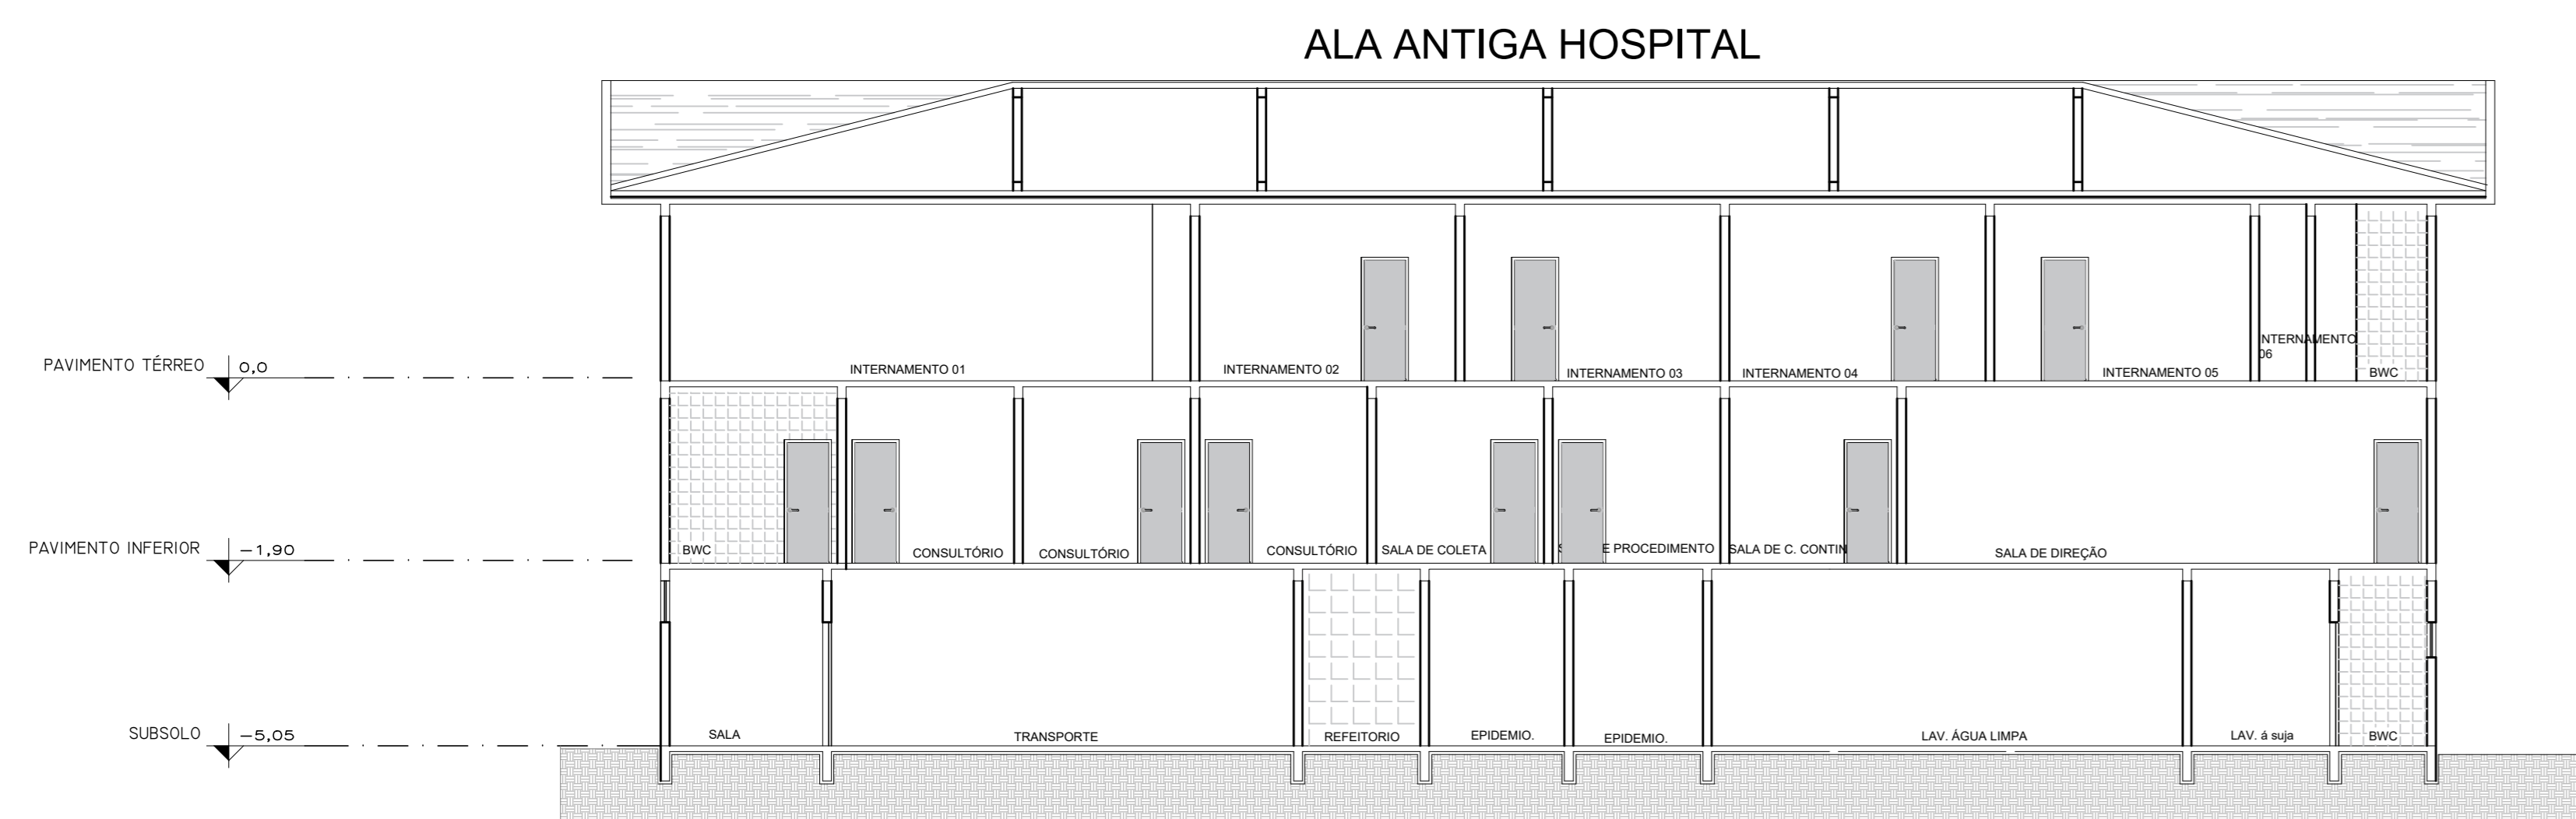 ALA ANTIGA HOSPITAL
PAVIMENTO TÉRREO 0,0
INTERNAMENTO 01
INTERNAMENTO 02
INTERNAMENTO 03
INTERNAMENTO 04
INTERNAMENTO 05
NTERNAMENTO
06
BWC
PAVIMENTO INFERIOR -1,90
BWC
CONSULTÓRIO
CONSULTÓRIO
CONSULTÓRIO
SALA DE COLETA
E PROCEDIMENTO
SALA DE C. CONTIN
SALA DE DIREÇÃO
SUBSOLO -5,05
SALA
TRANSPORTE
REFEITORIO
EPIDEMIO.
EPIDEMIO.
LAV. ÁGUA LIMPA
LAV. á suja
BWC